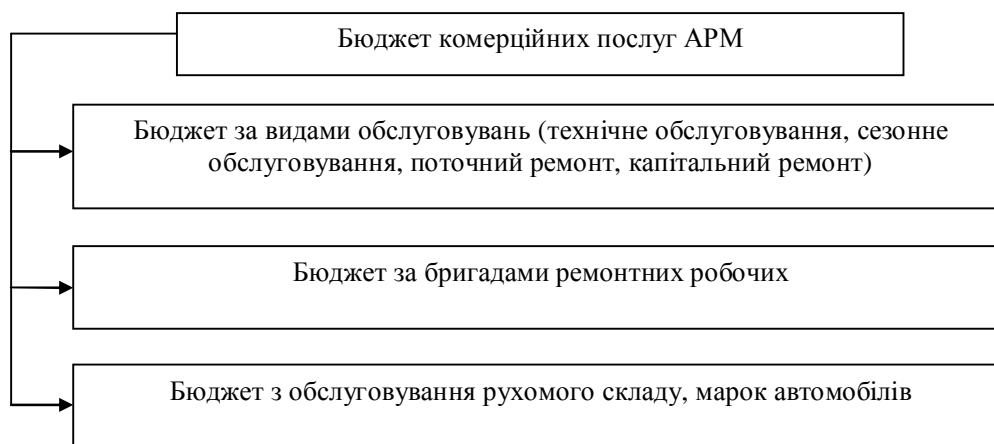 Бюджет комерційних послуг АРМ
Бюджет за видами обслуговувань (технічне обслуговування, сезонне
обслуговування, поточний ремонт, капітальний ремонт)
Бюджет за бригадами ремонтних робочих
Бюджет з обслуговування рухомого складу, марок автомобілів